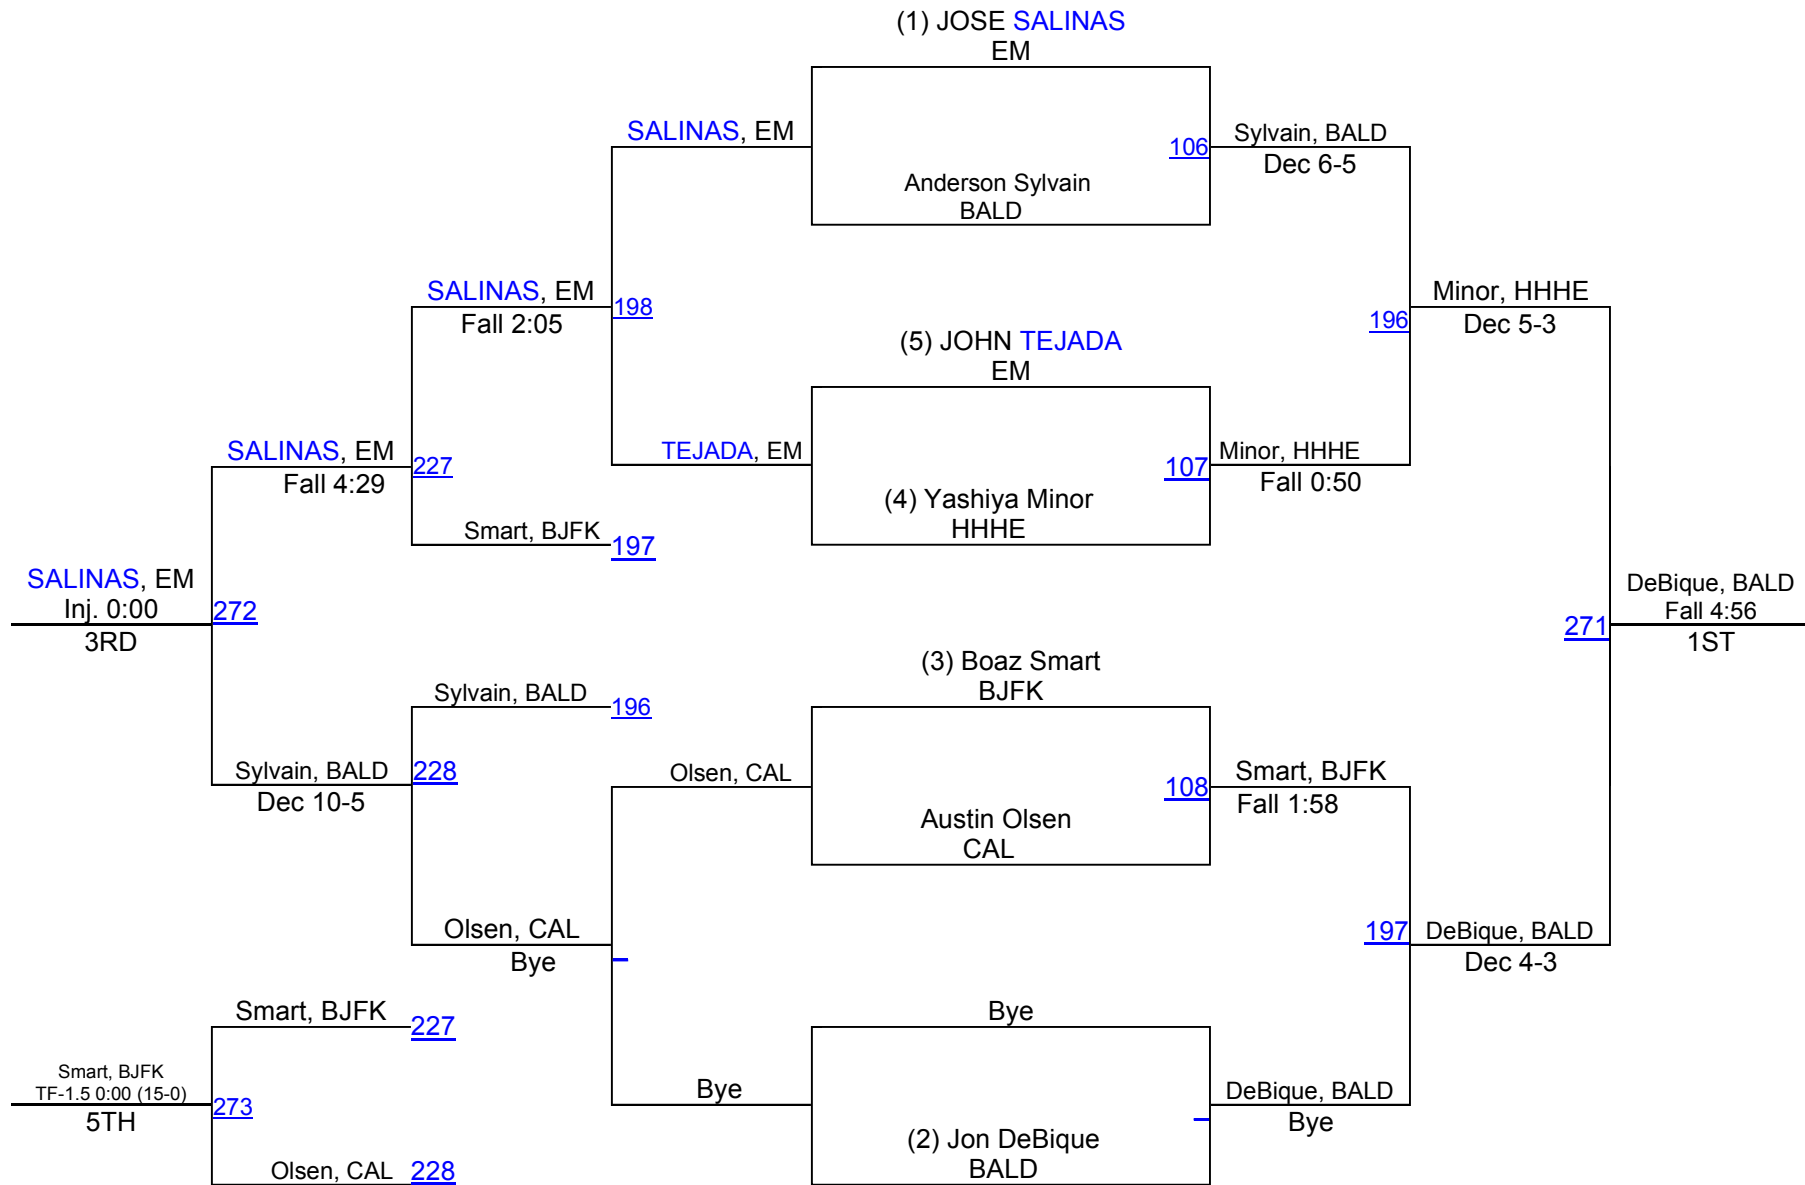 (1) JOSE SALINAS
EM
SALINAS, EM
106
Sylvain, BALD
Dec 6-5
Anderson Sylvain
BALD
SALINAS, EM
Fall 2:05
198
Minor, HHHE
Dec 5-3
196
(5) JOHN TEJADA
EM
SALINAS, EM
Fall 4:29
227
TEJADA, EM
107
Minor, HHHE
Fall 0:50
(4) Yashiya Minor
HHHE
Smart, BJFK
197
SALINAS, EM
Inj. 0:00
3RD
272
DeBique, BALD
Fall 4:56
1ST
271
(3) Boaz Smart
BJFK
Sylvain, BALD
196
Sylvain, BALD
Dec 10-5
228
Olsen, CAL
108
Smart, BJFK
Fall 1:58
Austin Olsen
CAL
Olsen, CAL
Bye
197
DeBique, BALD
Dec 4-3
Smart, BJFK
227
Bye
Smart, BJFK
TF-1.5 0:00 (15-0)
5TH
273
Bye
DeBique, BALD
Bye
(2) Jon DeBique
BALD
Olsen, CAL
228